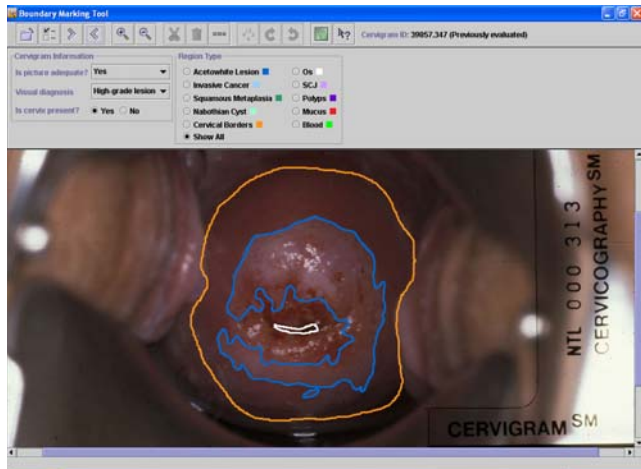 Boundary Marking Tool
Cervigram ID: 39857.347 (Previously evaluated)
Cervigram Information
Is picture adequate? Yes
Visual diagnosis High-grade lesion
Is cervix present? Yes No
Region Type
Acetowhite Lesion Os
Invasive Cancer SCJ
Squamous Metaplasia Polyps
Nabothian Cyst Mucus
Cervical Borders Blood
Show All
NTL 000 313
CERVICOGRAPHY SM
CERVIGRAM SM